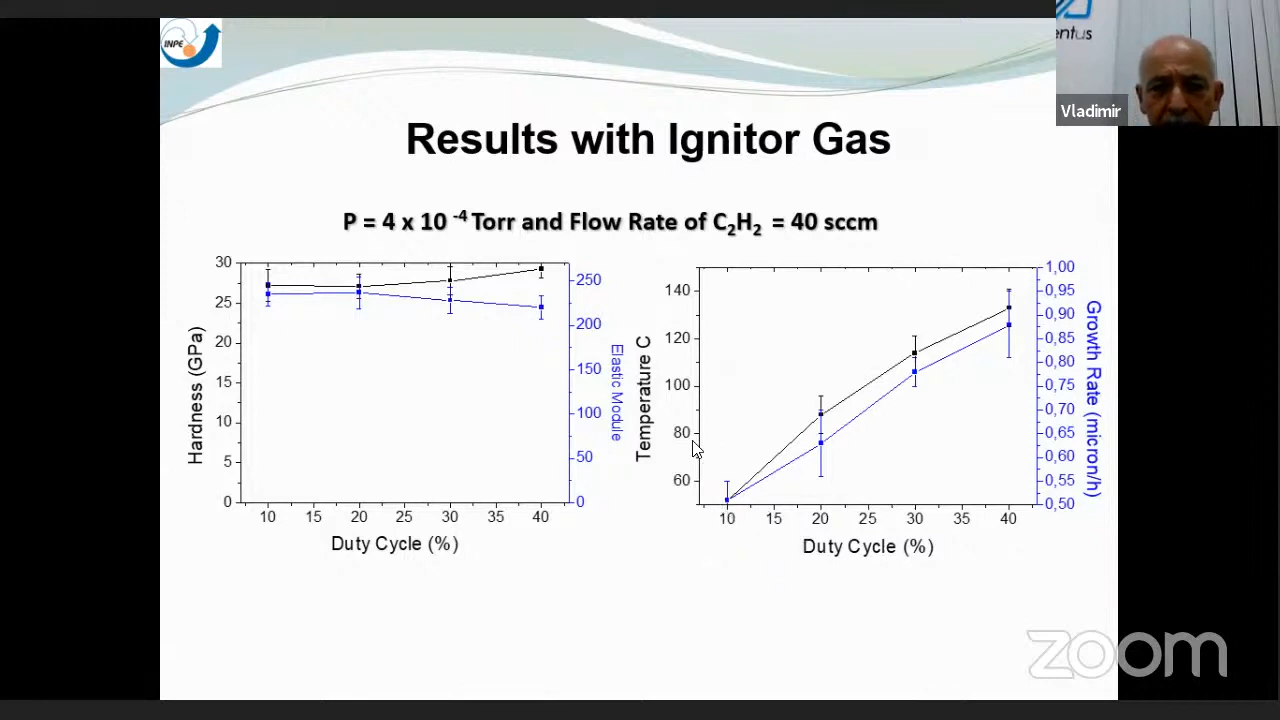 INPE
entus
Vladimir
Results with Ignitor Gas
P = 4 x 10 -4 Torr and Flow Rate of C2H2 = 40 sccm
30
25
20
15
10
5
0
Hardness (GPa)
10 15 20 25 30 35 40
Duty Cycle (%)
250
200
150
100
50
0
Elastic Module
140
120
100
80
60
Temperature C
10 15 20 25 30 35 40
Duty Cycle (%)
1,00
0,95
0,90
0,85
0,80
0,75
0,70
0,65
0,60
0,55
0,50
Growth Rate (micron/h)
zoom